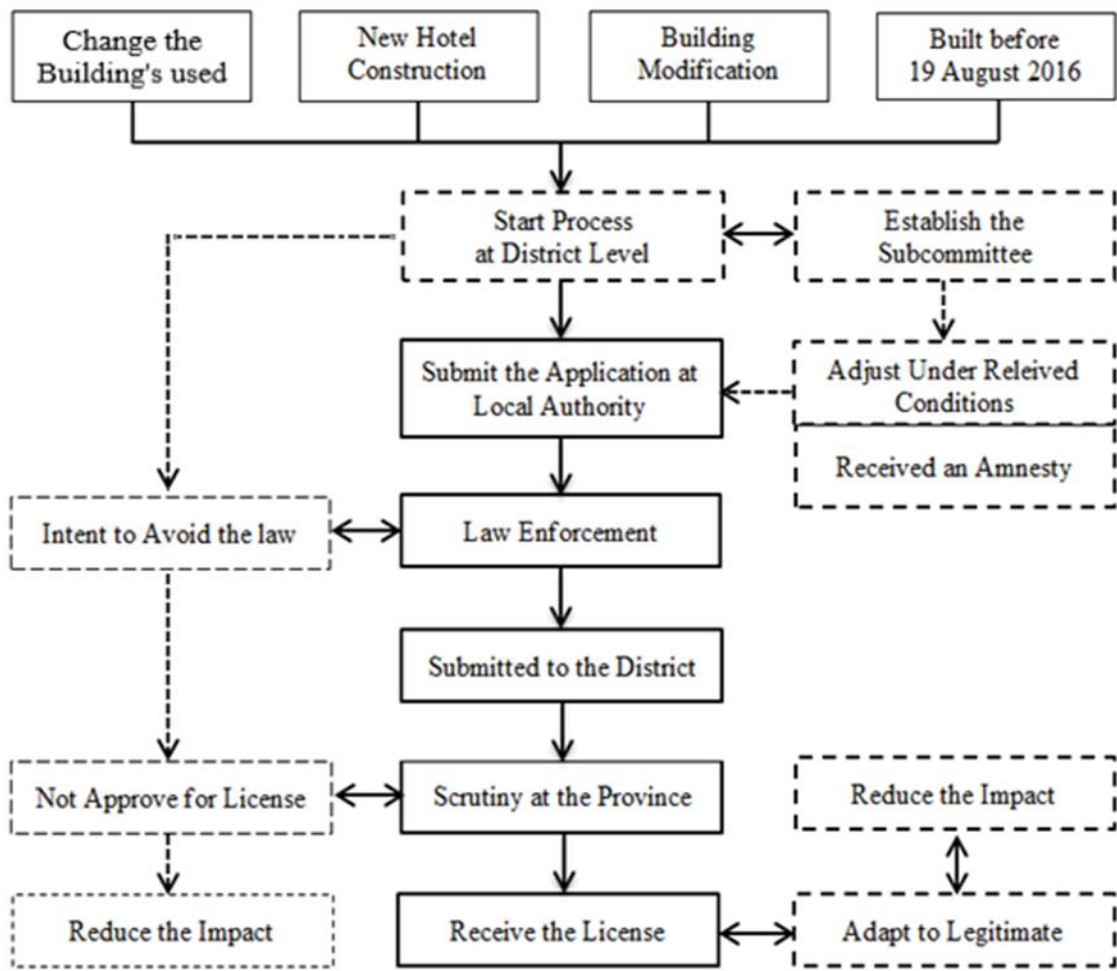 Change the
Building's used
New Hotel
Construction
Building
Modification
Built before
19 August 2016
Start Process
at District Level
Establish the
Subcommittee
Submit the Application at
Local Authority
Adjust Under Releived
Conditions
Received an Amnesty
Intent to Avoid the law
Law Enforcement
Submitted to the District
Not Approve for License
Scrutiny at the Province
Reduce the Impact
Reduce the Impact
Receive the License
Adapt to Legitimate